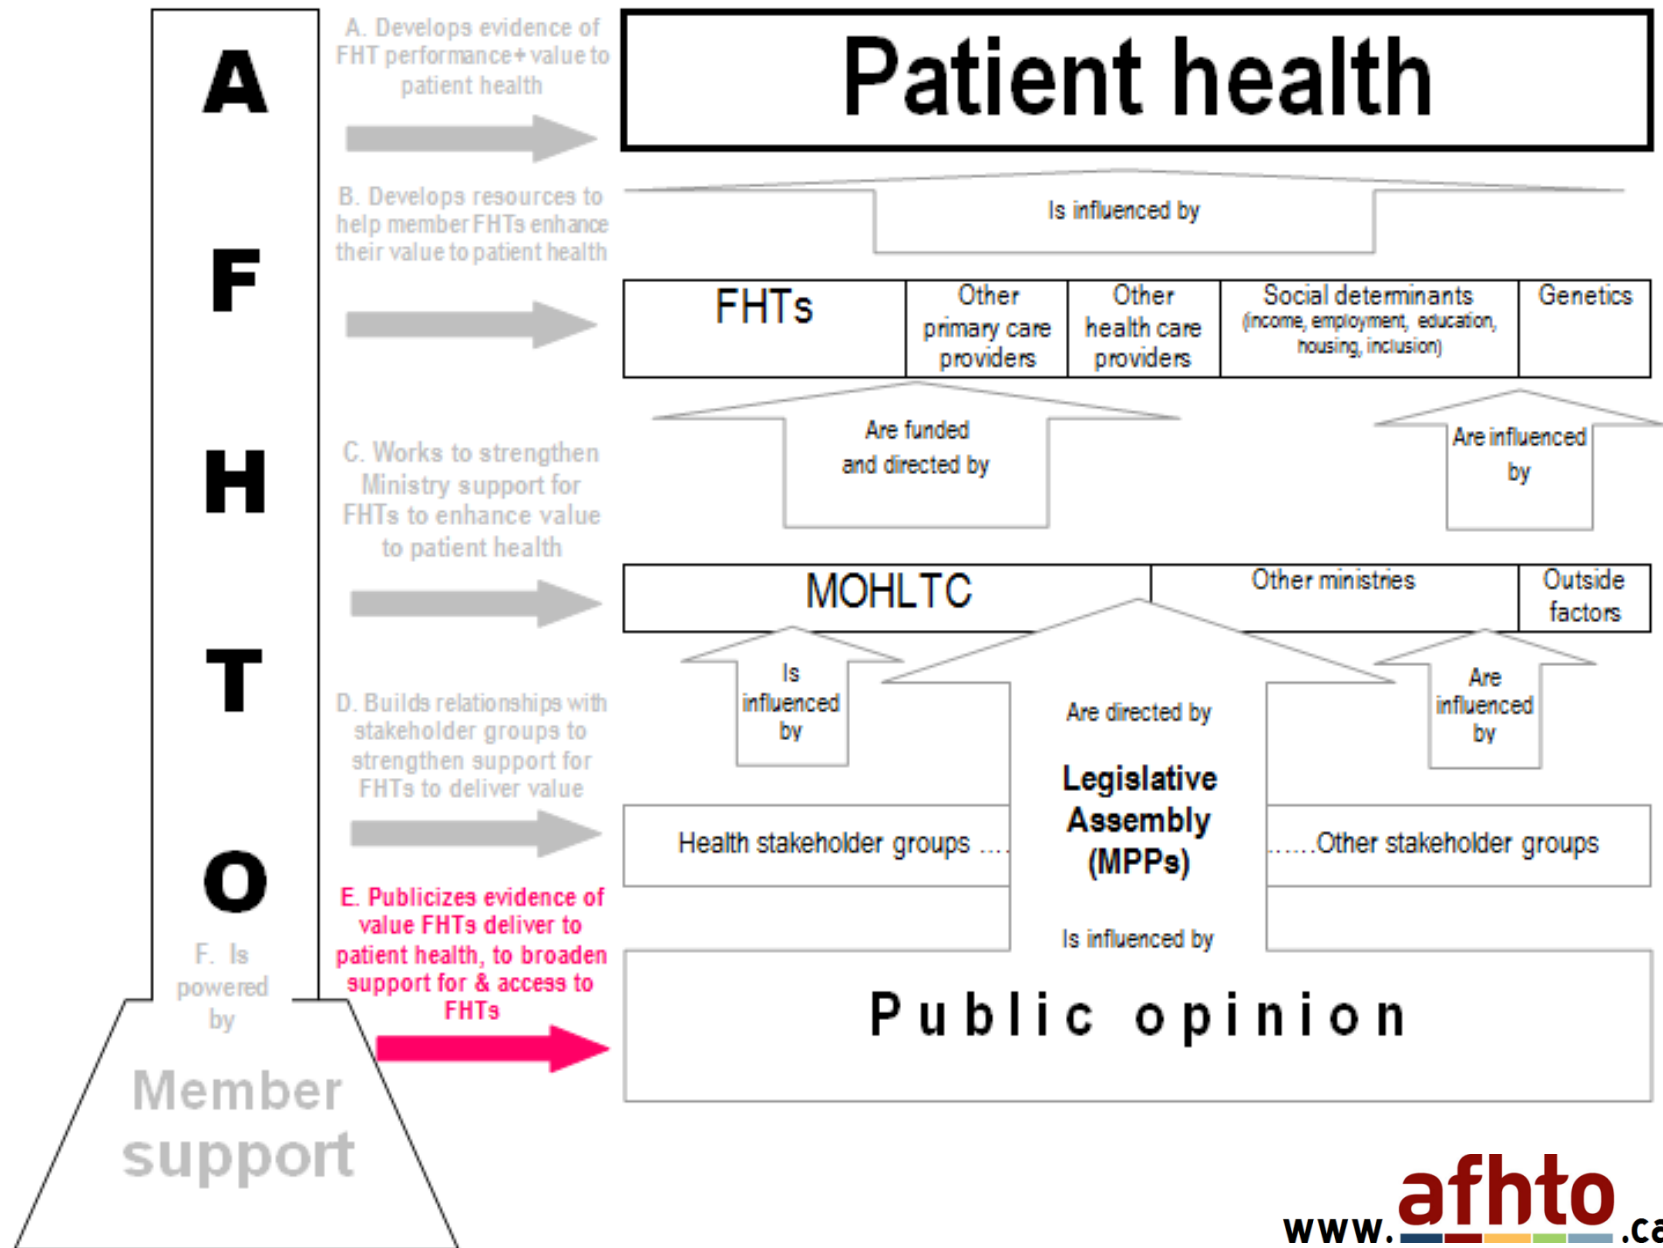 A
F
H
T
O
F. Is
powered
by
Member
support
A. Develops evidence of
FHT performance+ value to
patient health
B. Develops resources to
help member FHTs enhance
their value to patient health
C. Works to strengthen
Ministry support for
FHTs to enhance value
to patient health
D. Builds relationships with
stakeholder groups to
strengthen support for
FHTs to deliver value
E. Publicizes evidence of
value FHTs deliver to
patient health, to broaden
support for & access to
FHTs
Patient health
Is influenced by
FHTs
Other
primary care
providers
Other
health care
providers
Social determinants
(income, employment, education,
housing, inclusion)
Genetics
Are funded
and directed by
Are influenced
by
MOHLTC
Other ministries
Outside
factors
Is
influenced
by
Are directed by
Legislative
Assembly
(MPPs)
Is influenced by
Are
influenced
by
Health stakeholder groups ....
......Other stakeholder groups
Public opinion
www.afhto.ca